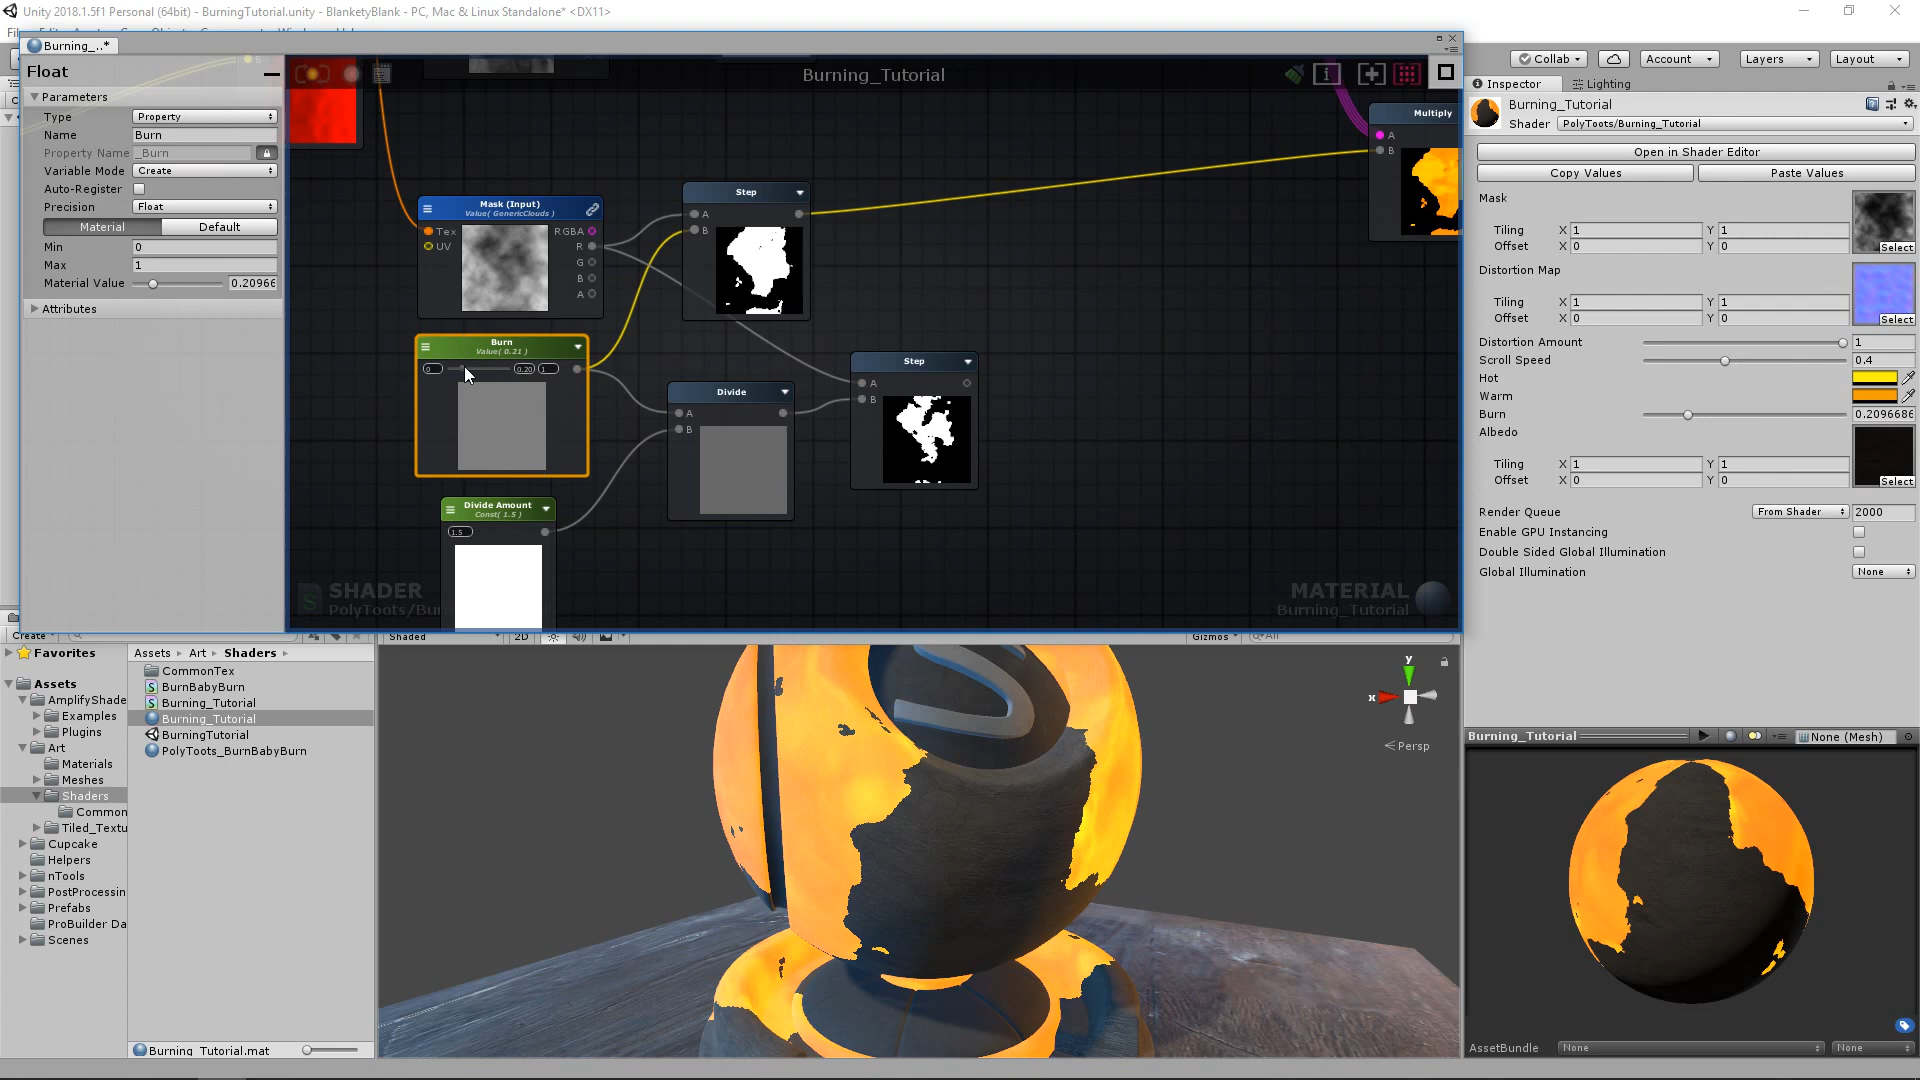 Unity 2018.1.5f1 Personal (64bit) - BurningTutorial.unity - BlanketyBlank - PC, Mac & Linux Standalone* <DX11>
Burning_..*
Collab
Account
Layers
Layout
Float
Parameters
Type
Property
Name
Burn
Property Name
_Burn
Variable Mode
Create
Auto-Register
Precision
Float
Material
Default
Min
0
Max
1
Material Value
0.20966
Attributes
Burning_Tutorial
Mask (Input)
Value( GenericClouds )
Tex
UV
RGBA
R
G
B
A
Step
A
B
Burn
Value( 0.21 )
0
0.20
1
Divide
A
B
Divide Amount
Const( 1.5 )
1.5
Step
A
B
Multiply
A
B
SHADER
PolyToots/Bur
MATERIAL
Burning_Tutorial
Inspector
Lighting
Burning_Tutorial
Shader
PolyToots/Burning_Tutorial
Open in Shader Editor
Copy Values
Paste Values
Mask
Tiling X 1 Y 1
Offset X 0 Y 0
Select
Distortion Map
Tiling X 1 Y 1
Offset X 0 Y 0
Select
Distortion Amount
1
Scroll Speed
0.4
Hot
Warm
Burn
0.2096686
Albedo
Tiling X 1 Y 1
Offset X 0 Y 0
Select
Render Queue
From Shader
2000
Enable GPU Instancing
Double Sided Global Illumination
Global Illumination
None
Create
Shaded
2D
Gizmos
All
Favorites
Assets
AmplifyShade
Examples
Plugins
Art
Materials
Meshes
Shaders
Common
Tiled_Textu
Cupcake
Helpers
nTools
PostProcessin
Prefabs
ProBuilder Da
Scenes
Assets
Art
Shaders
CommonTex
BurnBabyBurn
Burning_Tutorial
Burning_Tutorial
BurningTutorial
PolyToots_BurnBabyBurn
Burning_Tutorial.mat
y
x
Persp
Burning_Tutorial
None (Mesh)
AssetBundle
None
None